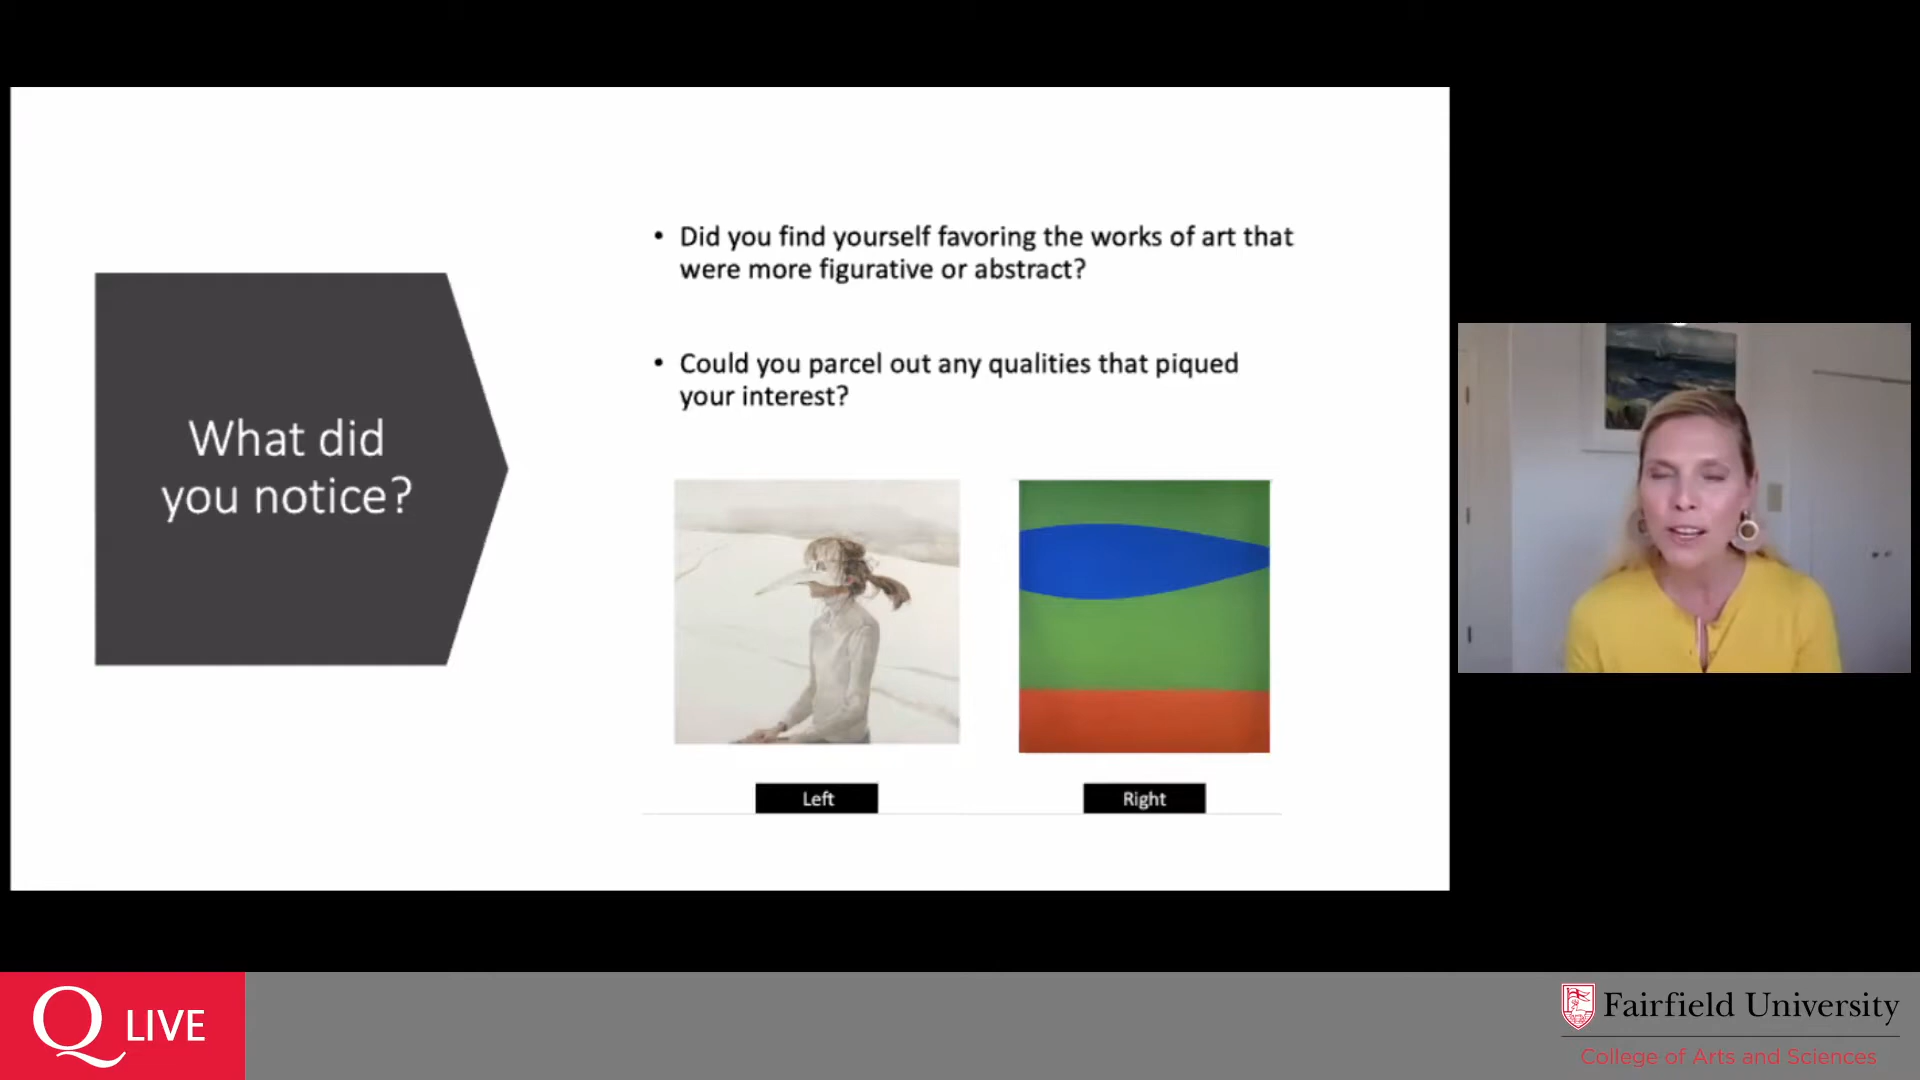 What did
you notice?
• Did you find yourself favoring the works of art that
were more figurative or abstract?
• Could you parcel out any qualities that piqued
your interest?
Left
Right
Q LIVE
Fairfield University
College of Arts and Sciences